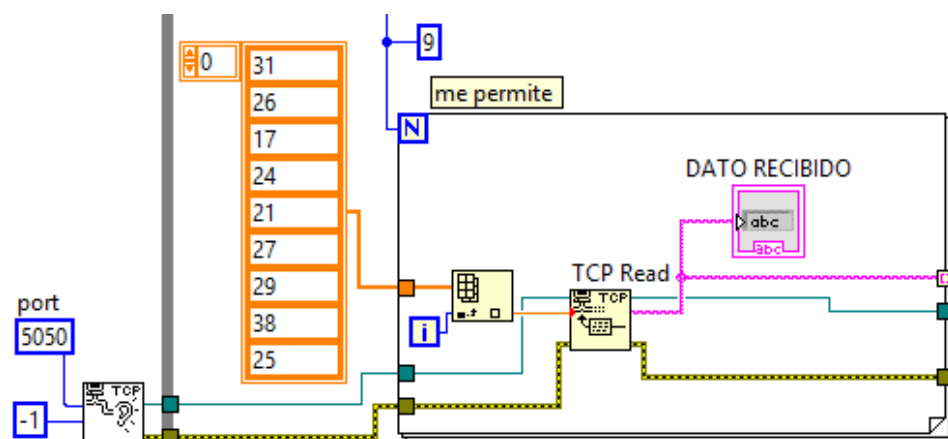 9
0
31
26
17
24
21
27
29
38
25
me permite
N
DATO RECIBIDO
abc
abc
TCP Read
TCP
i
port
5050
-1
TCP